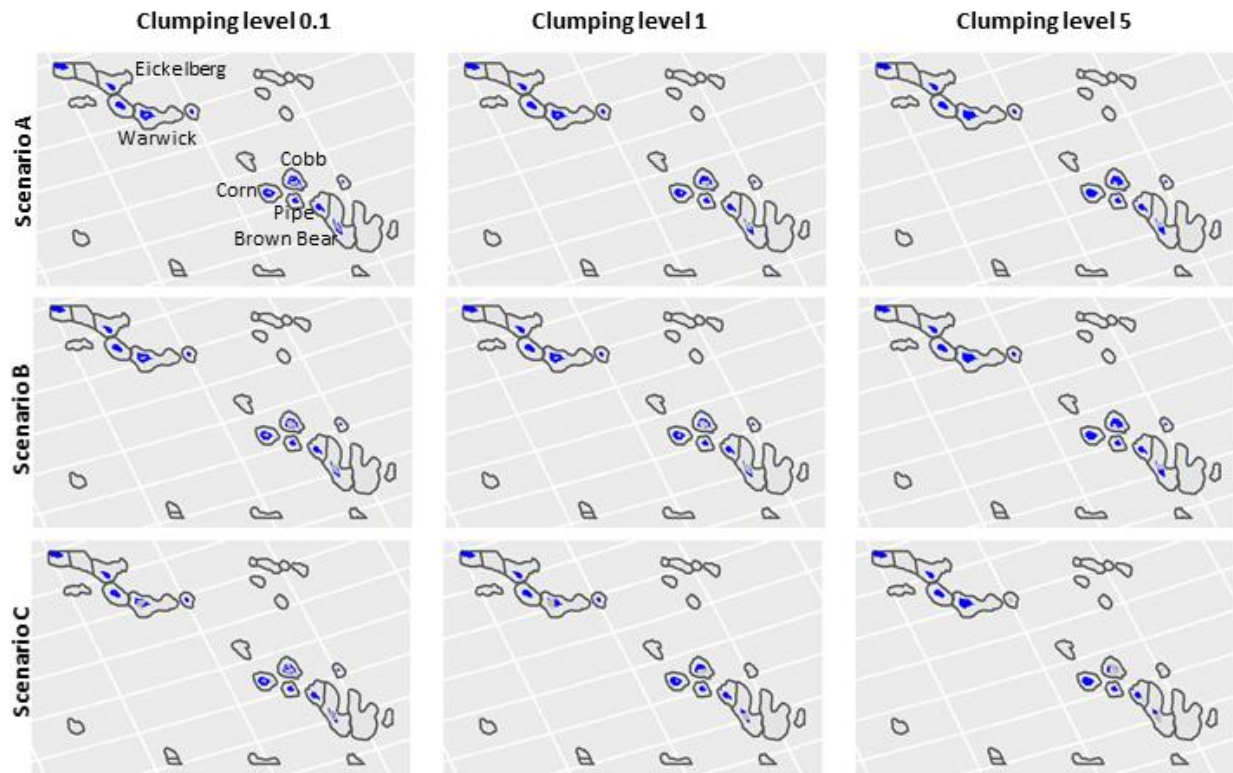 Clumping level 0.1
Clumping level 1
Clumping level 5
Scenario A
Eickelberg
Warwick
Cobb
Corn
Pipe
Brown Bear
Scenario B
Scenario C